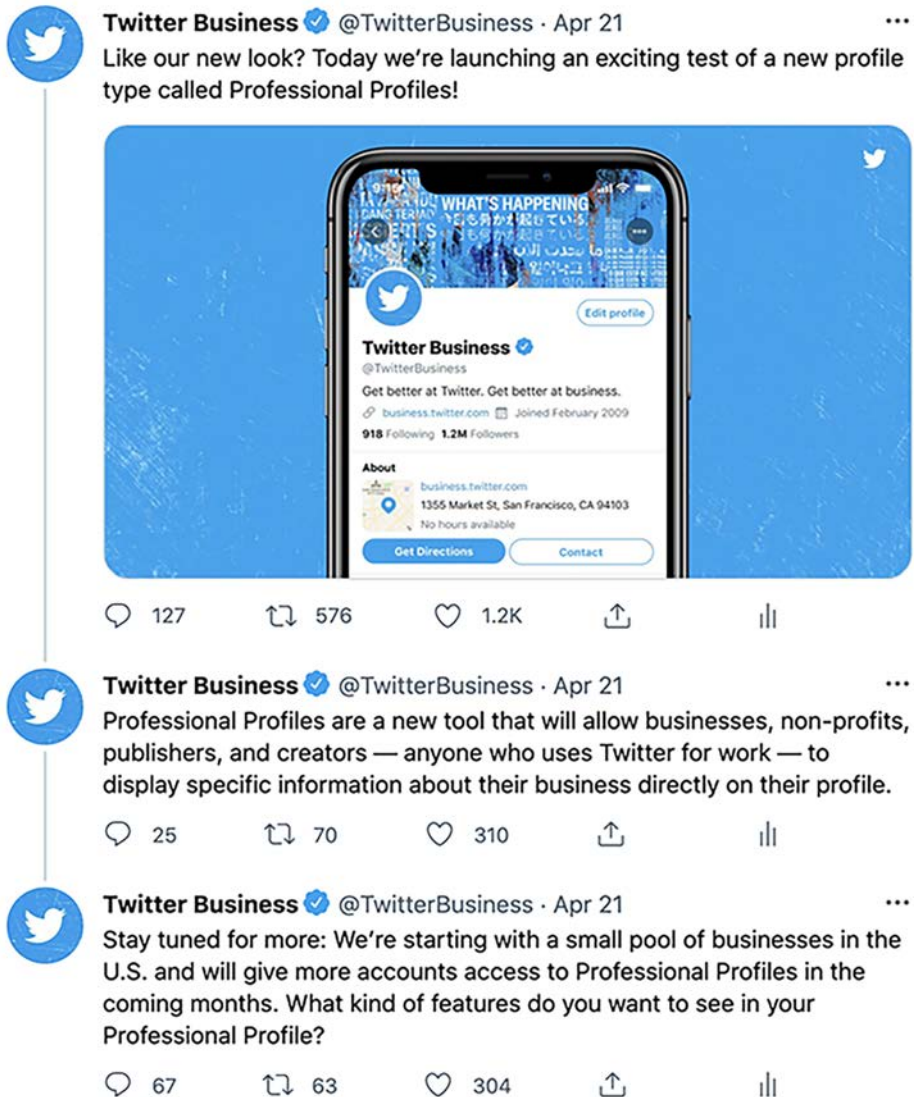 Twitter Business @TwitterBusiness · Apr 21
Like our new look? Today we’re launching an exciting test of a new profile
type called Professional Profiles!
9:15
WHAT'S HAPPENING
Edit profile
Twitter Business
@TwitterBusiness
Get better at Twitter. Get better at business.
business.twitter.com Joined February 2009
918 Following 1.2M Followers
About
business.twitter.com
1355 Market St, San Francisco, CA 94103
No hours available
Get Directions Contact
127 576 1.2K
Twitter Business @TwitterBusiness · Apr 21
Professional Profiles are a new tool that will allow businesses, non-profits,
publishers, and creators — anyone who uses Twitter for work — to
display specific information about their business directly on their profile.
25 70 310
Twitter Business @TwitterBusiness · Apr 21
Stay tuned for more: We’re starting with a small pool of businesses in the
U.S. and will give more accounts access to Professional Profiles in the
coming months. What kind of features do you want to see in your
Professional Profile?
67 63 304